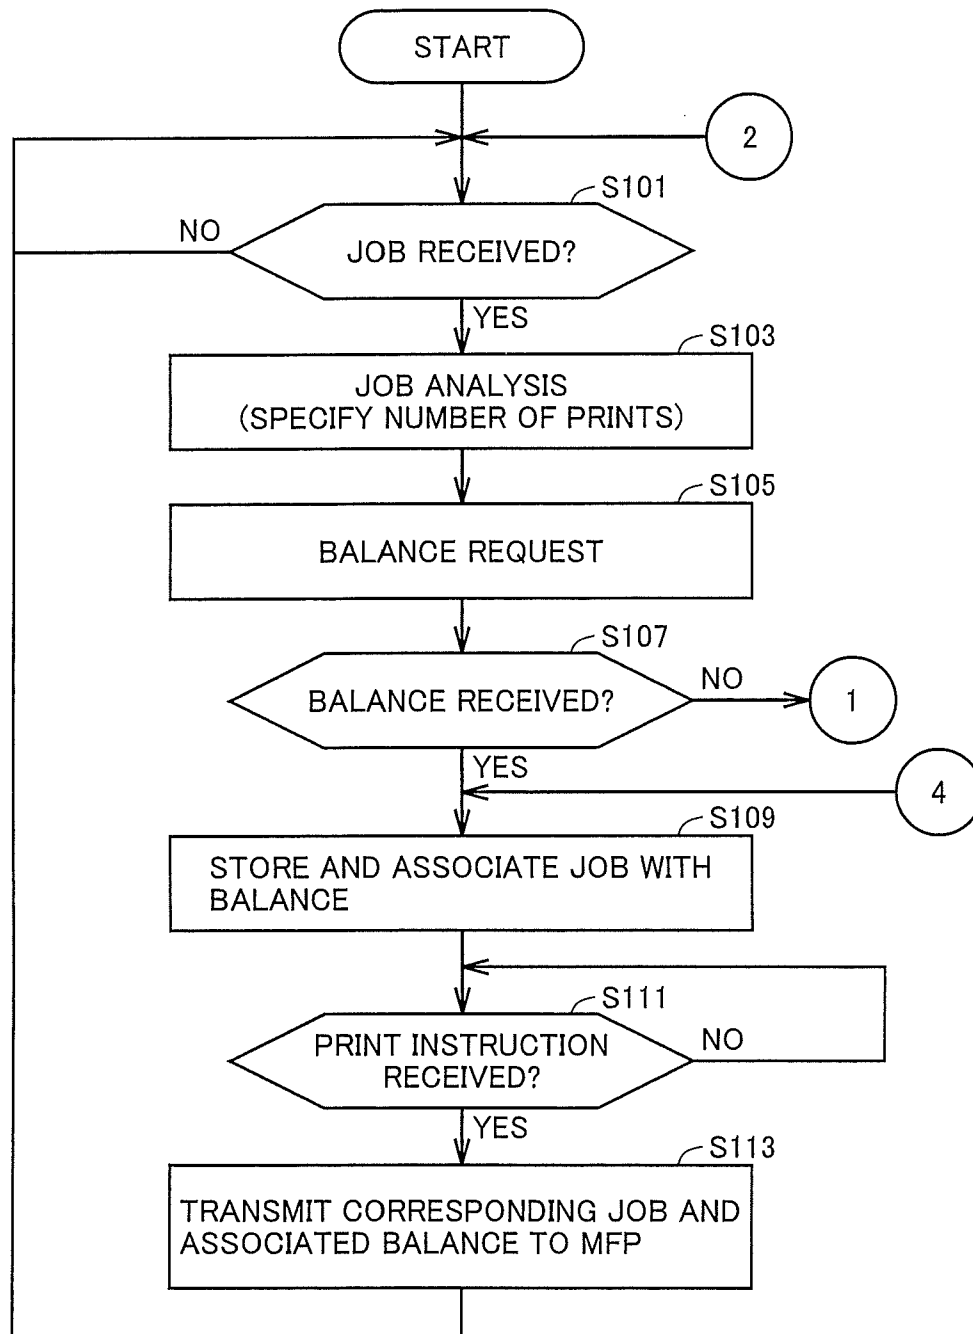 START
2
S101
NO
JOB RECEIVED?
YES
S103
JOB ANALYSIS
(SPECIFY NUMBER OF PRINTS)
S105
BALANCE REQUEST
S107
BALANCE RECEIVED?
NO
1
YES
4
S109
STORE AND ASSOCIATE JOB WITH
BALANCE
S111
PRINT INSTRUCTION
RECEIVED?
NO
YES
S113
TRANSMIT CORRESPONDING JOB AND
ASSOCIATED BALANCE TO MFP